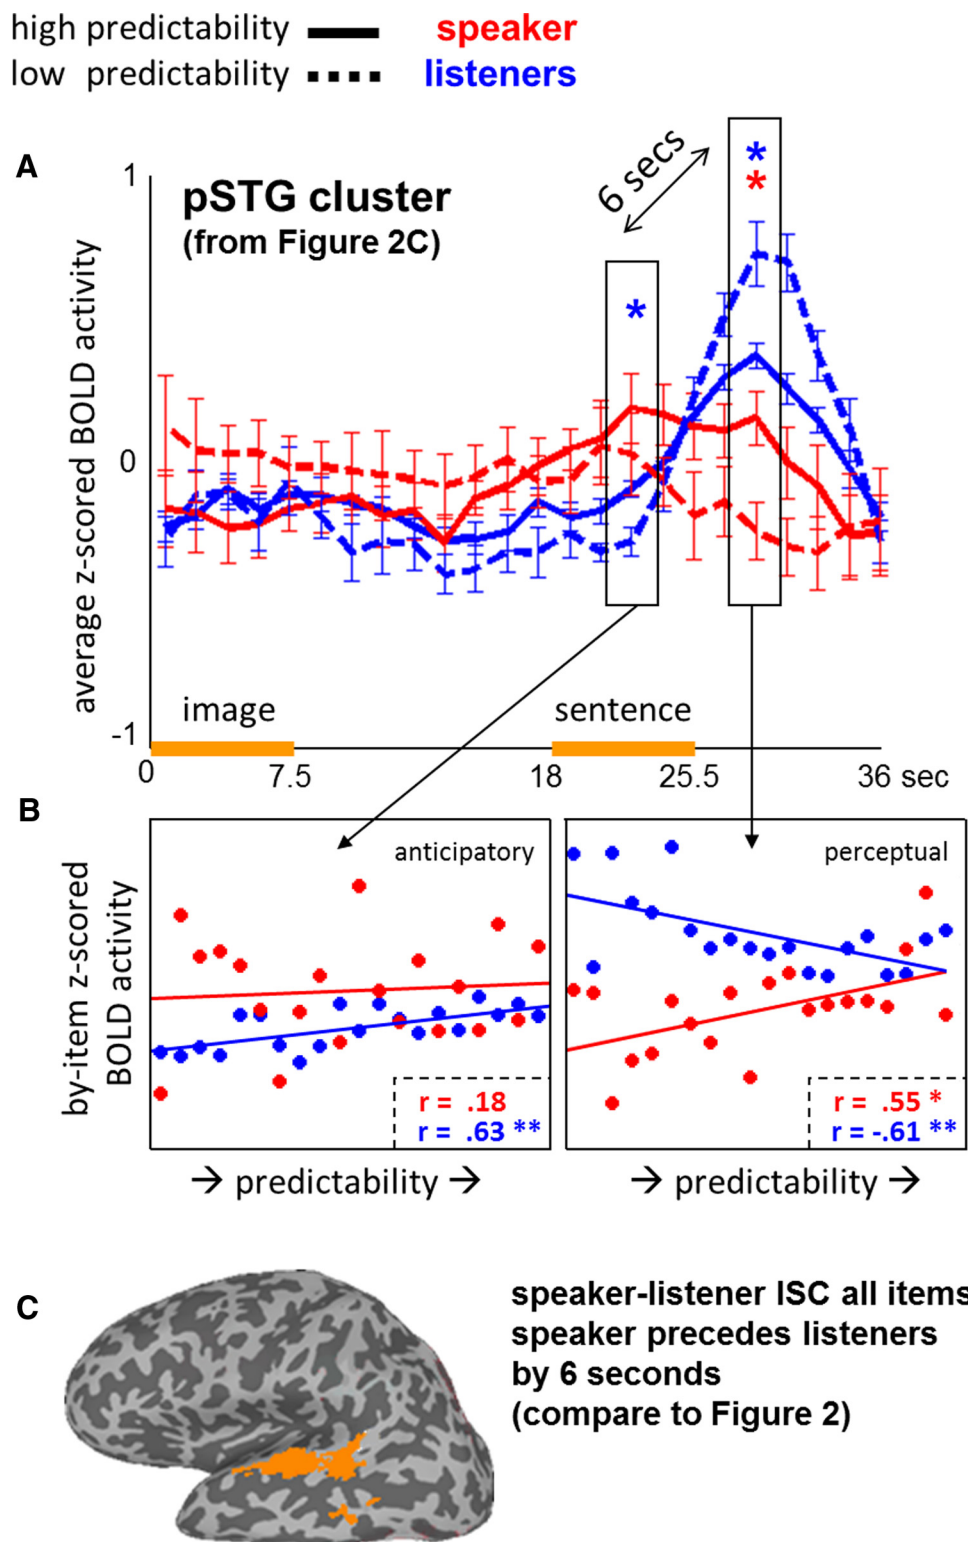 high predictability
speaker
low predictability
listeners
A
pSTG cluster
(from Figure 2C)
6 secs
*
*
*
average z-scored BOLD activity
1
0
-1
image
sentence
0
7.5
18
25.5
36 sec
B
by-item z-scored
BOLD activity
anticipatory
r = .18
r = .63 **
→ predictability →
perceptual
r = .55 *
r = -.61 **
→ predictability →
C
speaker-listener ISC all items
speaker precedes listeners
by 6 seconds
(compare to Figure 2)